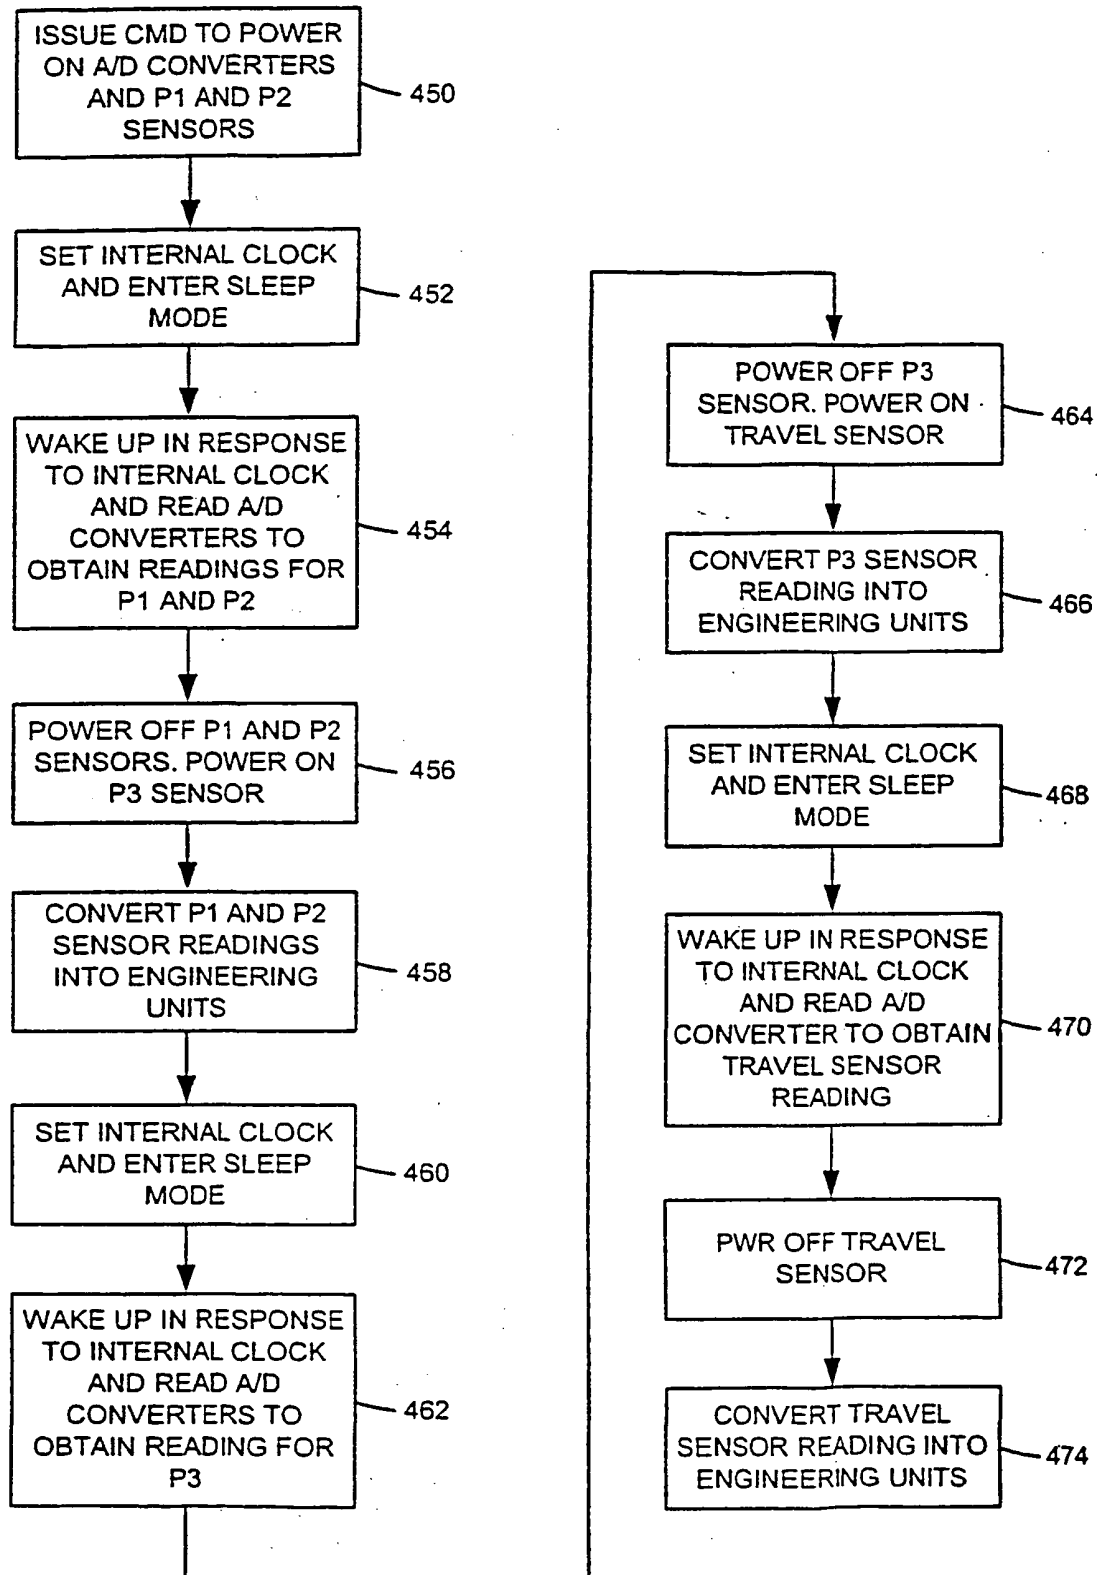 ISSUE CMD TO POWER
ON A/D CONVERTERS
AND P1 AND P2
SENSORS
450
SET INTERNAL CLOCK
AND ENTER SLEEP
MODE
452
WAKE UP IN RESPONSE
TO INTERNAL CLOCK
AND READ A/D
CONVERTERS TO
OBTAIN READINGS FOR
P1 AND P2
454
POWER OFF P1 AND P2
SENSORS. POWER ON
P3 SENSOR
456
CONVERT P1 AND P2
SENSOR READINGS
INTO ENGINEERING
UNITS
458
SET INTERNAL CLOCK
AND ENTER SLEEP
MODE
460
WAKE UP IN RESPONSE
TO INTERNAL CLOCK
AND READ A/D
CONVERTERS TO
OBTAIN READING FOR
P3
462
POWER OFF P3
SENSOR. POWER ON
TRAVEL SENSOR
464
CONVERT P3 SENSOR
READING INTO
ENGINEERING UNITS
466
SET INTERNAL CLOCK
AND ENTER SLEEP
MODE
468
WAKE UP IN RESPONSE
TO INTERNAL CLOCK
AND READ A/D
CONVERTER TO OBTAIN
TRAVEL SENSOR
READING
470
PWR OFF TRAVEL
SENSOR
472
CONVERT TRAVEL
SENSOR READING INTO
ENGINEERING UNITS
474